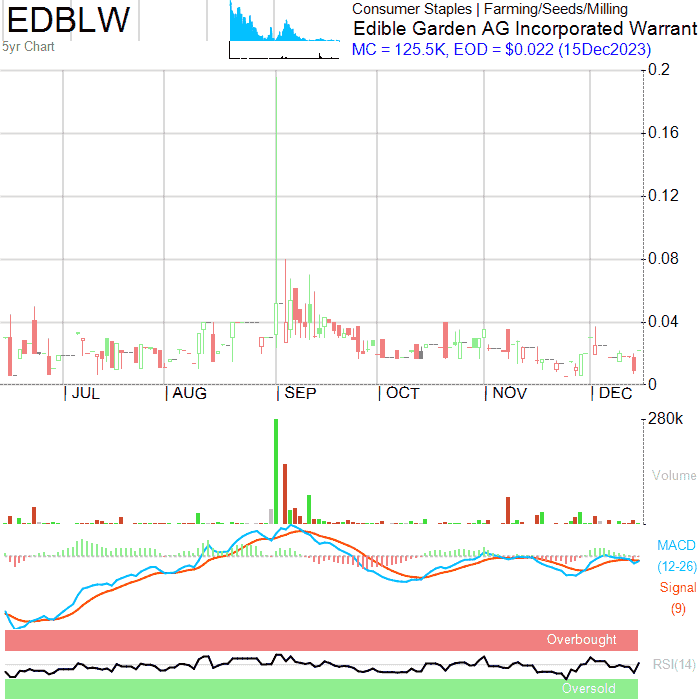 EDBLW
5yr Chart
Consumer Staples | Farming/Seeds/Milling
Edible Garden AG Incorporated Warrant
MC = 125.5K, EOD = $0.022 (15Dec2023)
0.2
0.16
0.12
0.08
0.04
0
| JUL
| AUG
| SEP
| OCT
| NOV
| DEC
280k
Volume
MACD
(12-26)
Signal
(9)
Overbought
RSI(14)
Oversold